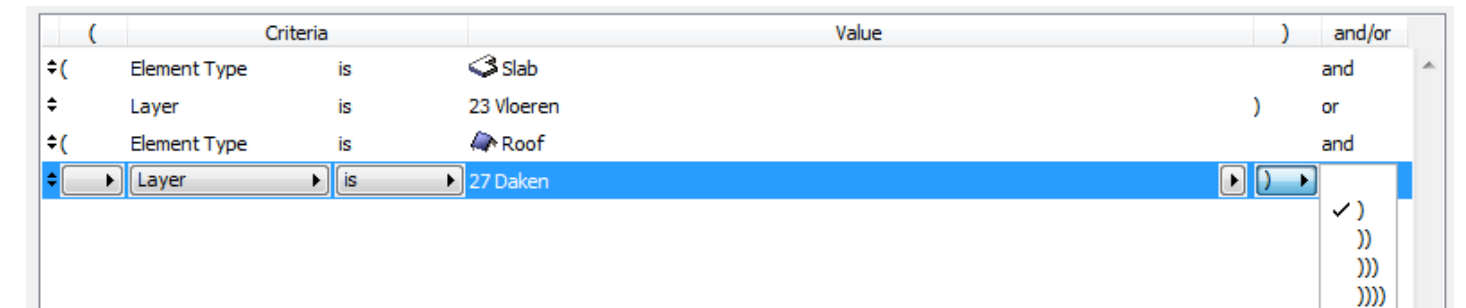 ( Criteria Value ) and/or
( Element Type is Slab and
Layer is 23 Vloeren ) or
( Element Type is Roof and
Layer is 27 Daken )
)
))
)))
))))